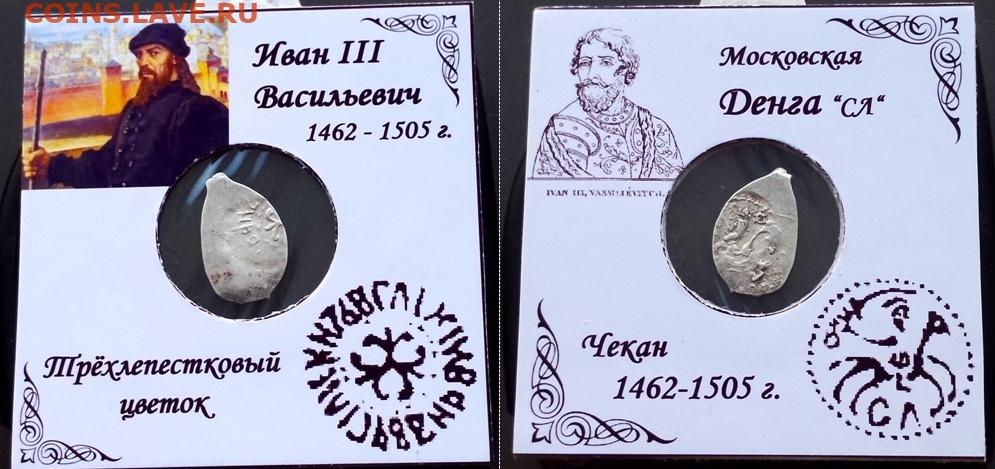 COINS.LAVE.RU
Иван III
Васильевич
1462 - 1505 г.
Трёхлепестковый
цветок
Московская
Денга "СЛ"
IVAN III, VASSILIÉVITCH.
Чекан
1462-1505 г.
СЛ